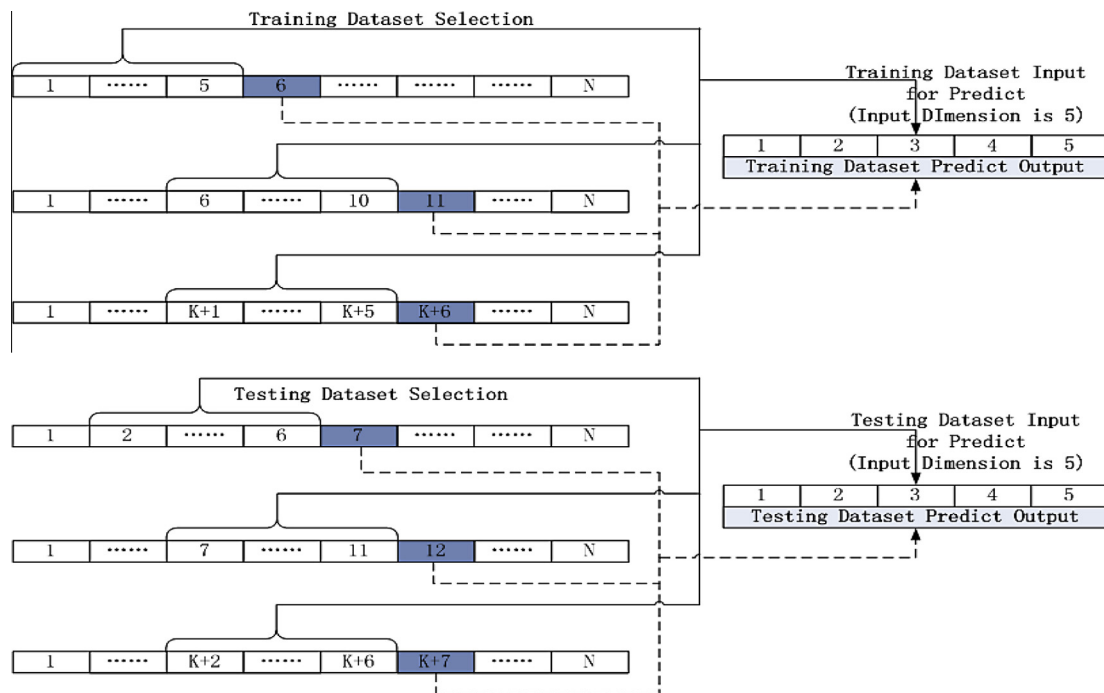 Training Dataset Selection
1 ······ 5 6 ······ ······ ······ N
Training Dataset Input
for Predict
(Input DImension is 5)
1 2 3 4 5
Training Dataset Predict Output
1 ······ 6 ······ 10 11 ······ N
1 ······ K+1 ······ K+5 K+6 ······ N
Testing Dataset Selection
1 2 ······ 6 7 ······ ······ N
Testing Dataset Input
for Predict
(Input Dimension is 5)
1 2 3 4 5
Testing Dataset Predict Output
1 ······ 7 ······ 11 12 ······ N
1 ······ K+2 ······ K+6 K+7 ······ N